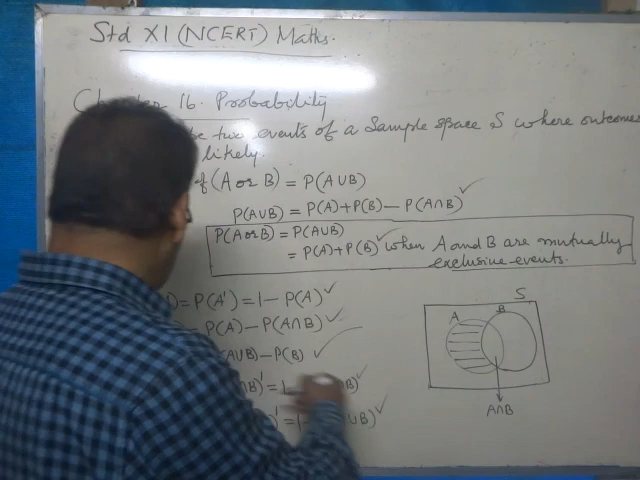 Std XI (NCERT) Maths.
16. Probability
two events of a Sample space S where outcomes
likely.
(A or B) = P(A∪B)
P(A∪B) = P(A) + P(B) − P(A∩B) ✓
P(A or B) = P(A∪B)
= P(A) + P(B) ✓ when A and B are mutually
exclusive events.
= P(A') = 1 − P(A) ✓
P(A) − P(A∩B) ✓
A∪B) − P(B) ✓
B)' = 1 B) ✓
' = 1 ∪B) ✓
S
A B
A∩B